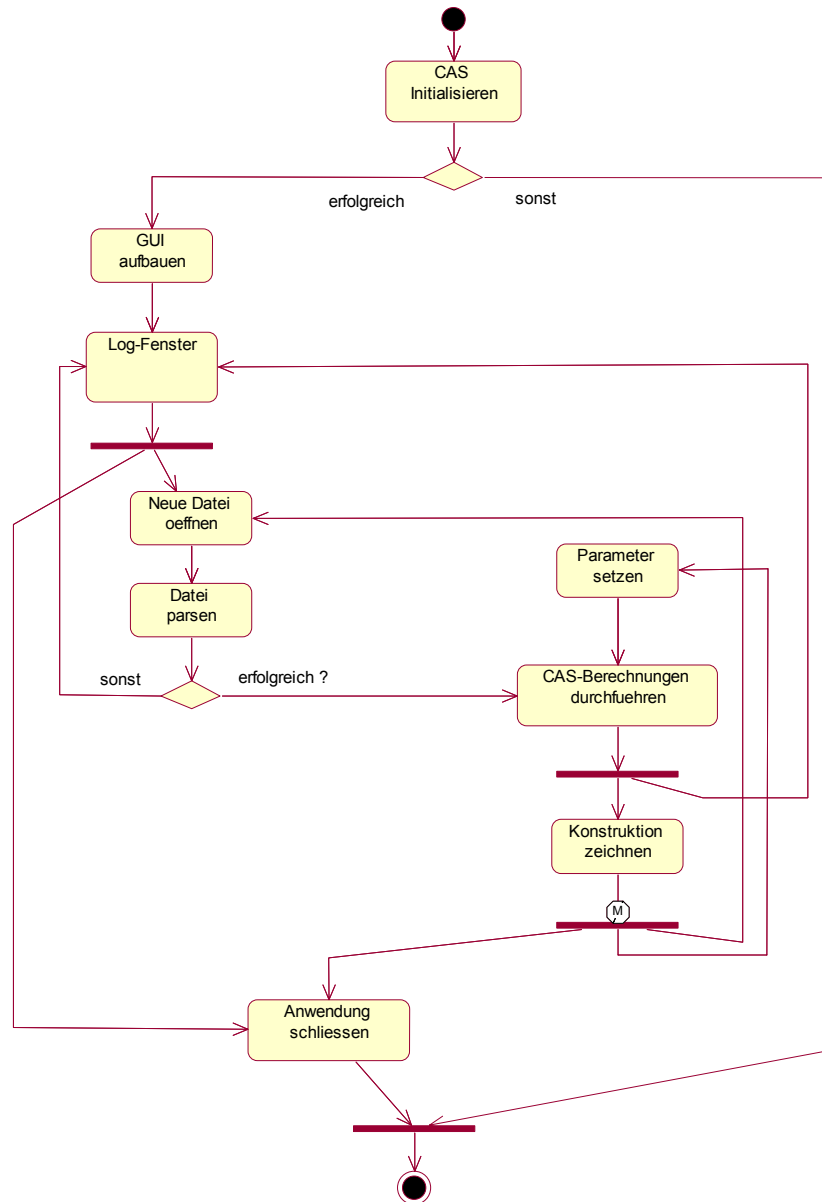 CAS
Initialisieren
erfolgreich
sonst
GUI
aufbauen
Log-Fenster
Neue Datei
oeffnen
Parameter
setzen
Datei
parsen
sonst
erfolgreich ?
CAS-Berechnungen
durchfuehren
Konstruktion
zeichnen
M
Anwendung
schliessen